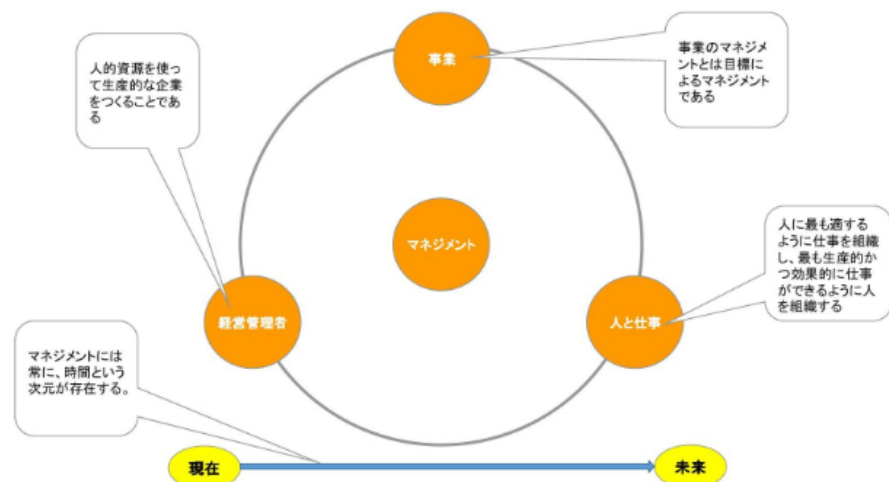 事業
事業のマネジメ
ントとは目標に
よるマネジメント
である
人的資源を使っ
て生産的な企業
をつくることであ
る
マネジメント
人に最も適する
ように仕事を組織
し、最も生産的か
つ効果的に仕事
ができるように人
を組織する
経営管理者
人と仕事
マネジメントには
常に、時間という
次元が存在する。
現在
未来